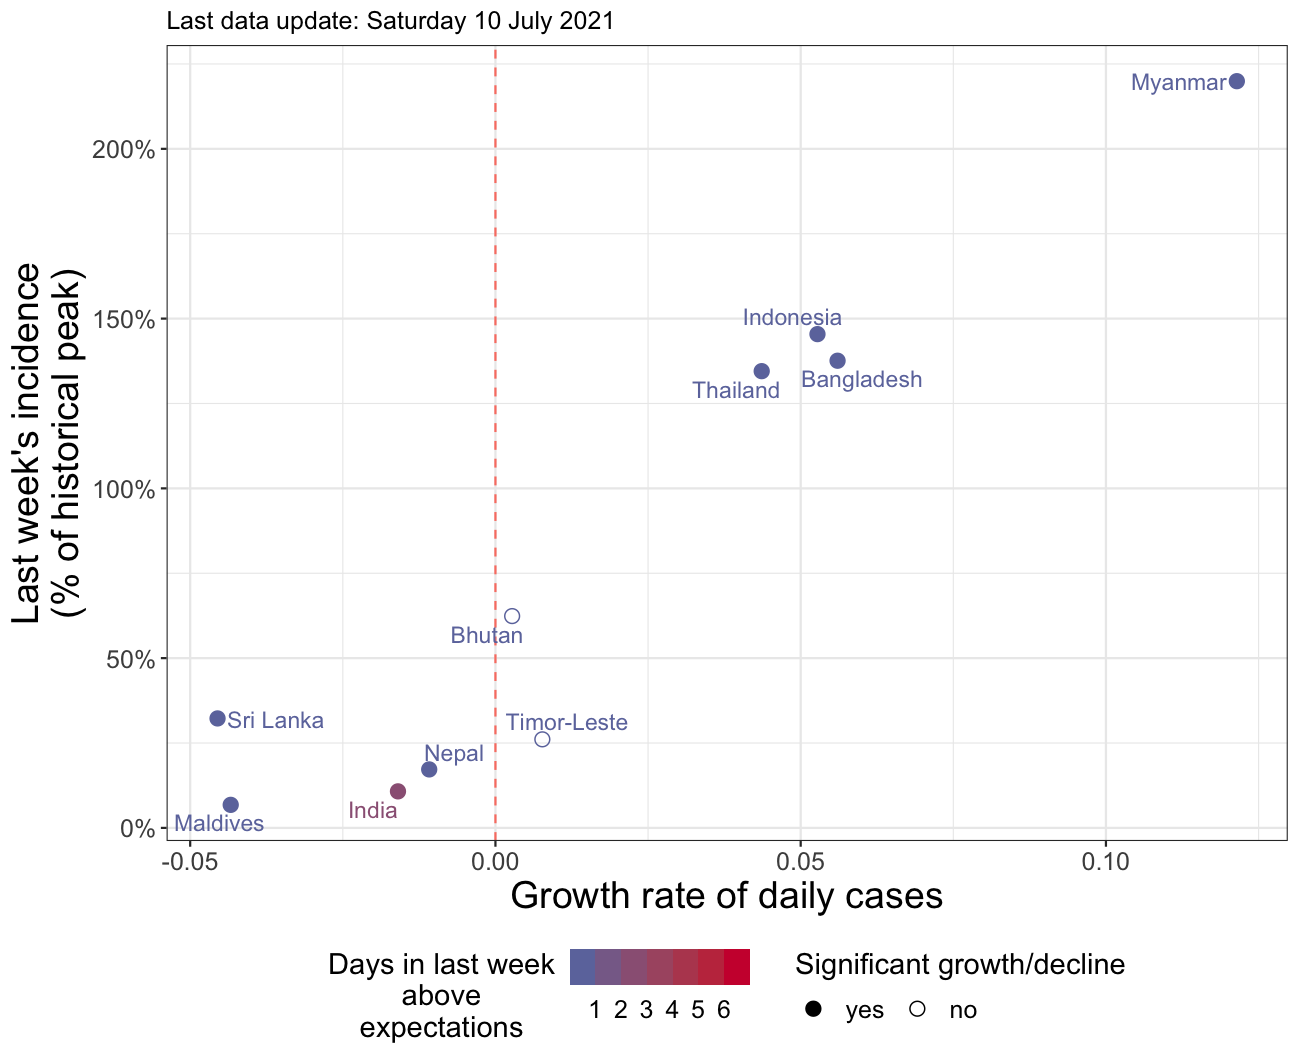 Last data update: Saturday 10 July 2021
Last week's incidence
(% of historical peak)
200%
150%
100%
50%
0%
Myanmar
Indonesia
Bangladesh
Thailand
Bhutan
Sri Lanka
Timor-Leste
Nepal
India
Maldives
-0.05 0.00 0.05 0.10
Growth rate of daily cases
Days in last week
above
expectations
1 2 3 4 5 6
Significant growth/decline
yes no